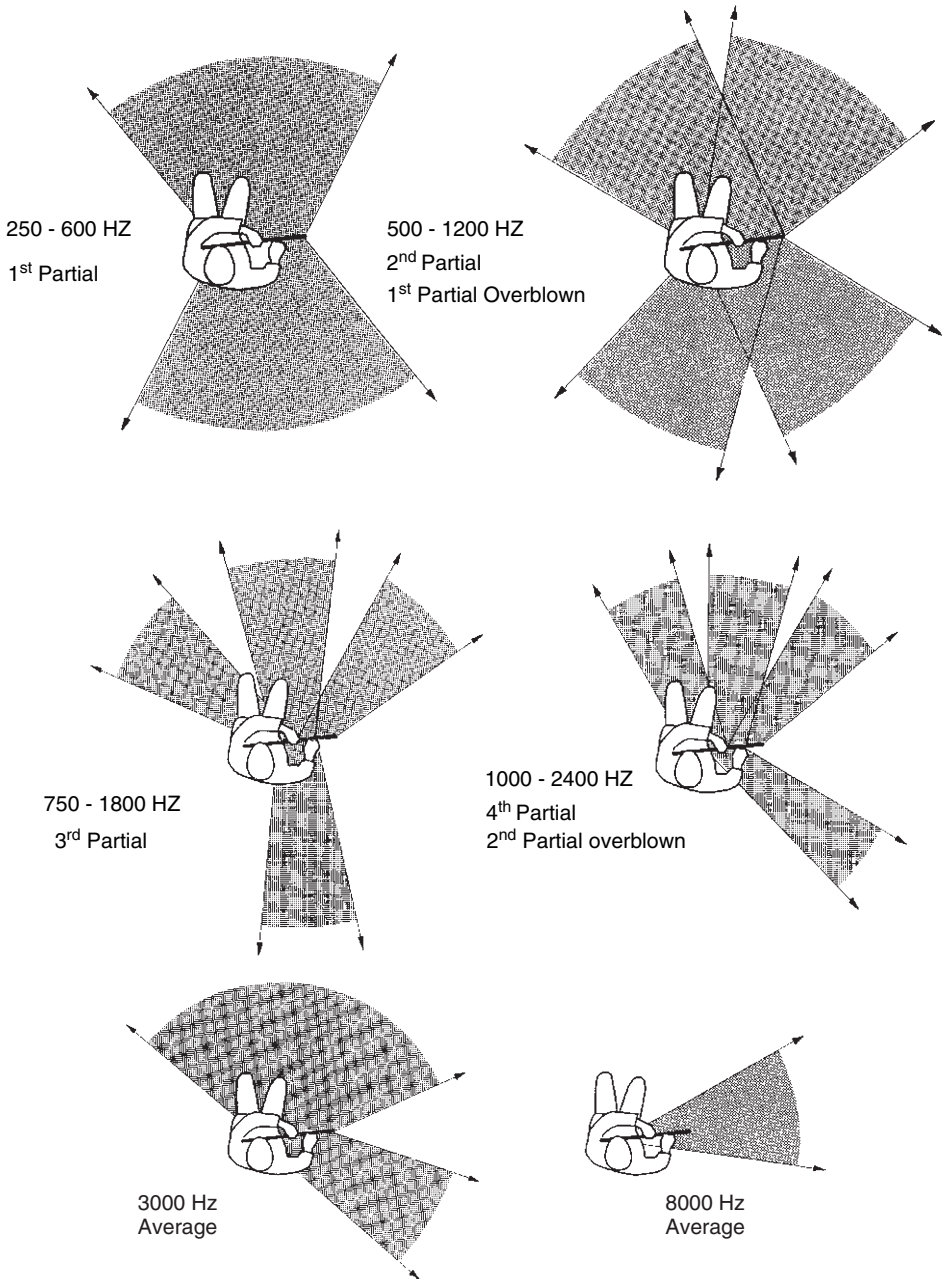 250 - 600 HZ
1st Partial
500 - 1200 HZ
2nd Partial
1st Partial Overblown
750 - 1800 HZ
3rd Partial
1000 - 2400 HZ
4th Partial
2nd Partial overblown
3000 Hz
Average
8000 Hz
Average